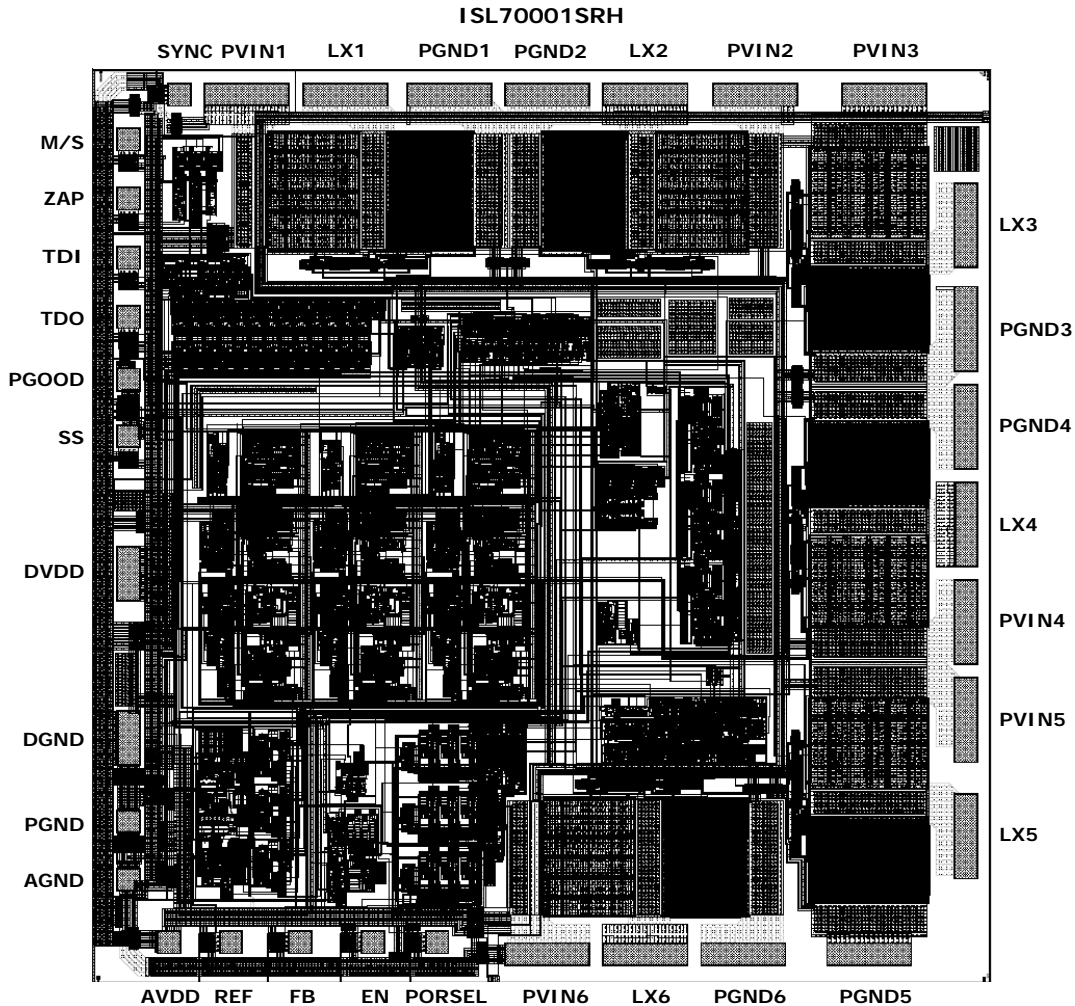 ISL70001SRH
SYNC PVIN1 LX1 PGND1 PGND2 LX2 PVIN2 PVIN3
M/S
ZAP
TDI
TDO
PGOOD
SS
DVDD
DGND
PGND
AGND
LX3
PGND3
PGND4
LX4
PVIN4
PVIN5
LX5
AVDD REF FB EN PORSEL PVIN6 LX6 PGND6 PGND5